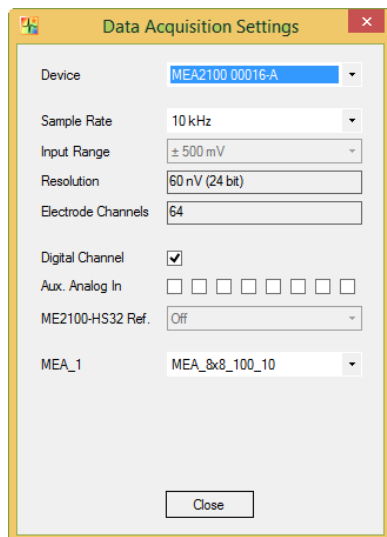 Data Acquisition Settings
Device MEA2100 00016-A
Sample Rate 10 kHz
Input Range ± 500 mV
Resolution 60 nV (24 bit)
Electrode Channels 64
Digital Channel
Aux. Analog In
ME2100-HS32 Ref. Off
MEA_1 MEA_8x8_100_10
Close